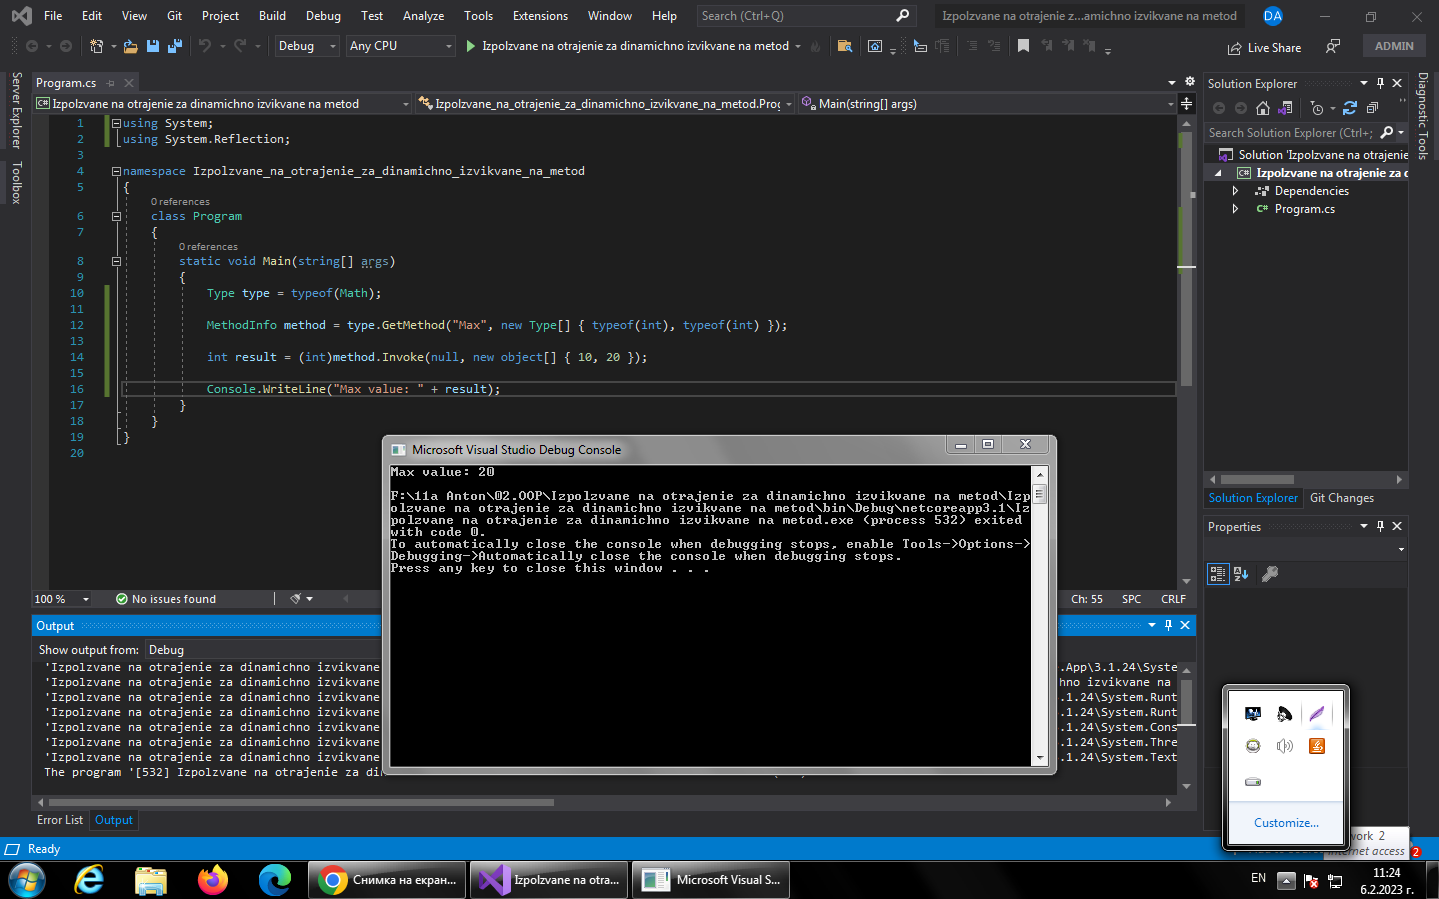 File Edit View Git Project Build Debug Test Analyze Tools Extensions Window Help Search (Ctrl+Q) Izpolzvane na otrajenie z...amichno izvikvane na metod DA
Debug Any CPU Izpolzvane na otrajenie za dinamichno izvikvane na metod Live Share ADMIN
Server Explorer
Toolbox
Program.cs
Izpolzvane na otrajenie za dinamichno izvikvane na metod Izpolzvane_na_otrajenie_za_dinamichno_izvikvane_na_metod.Prog Main(string[] args)
1 using System;
2 using System.Reflection;
3
4 namespace Izpolzvane_na_otrajenie_za_dinamichno_izvikvane_na_metod
5 {
0 references
6 class Program
7 {
0 references
8 static void Main(string[] args)
9 {
10 Type type = typeof(Math);
11
12 MethodInfo method = type.GetMethod("Max", new Type[] { typeof(int), typeof(int) });
13
14 int result = (int)method.Invoke(null, new object[] { 10, 20 });
15
16 Console.WriteLine("Max value: " + result);
17 }
18 }
19 }
20
100 % No issues found Ch: 55 SPC CRLF
Microsoft Visual Studio Debug Console
Max value: 20
F:\11a Anton\02.OOP\Izpolzvane na otrajenie za dinamichno izvikvane na metod\Izp
olzvane na otrajenie za dinamichno izvikvane na metod\bin\Debug\netcoreapp3.1\Iz
polzvane na otrajenie za dinamichno izvikvane na metod.exe (process 532) exited
with code 0.
To automatically close the console when debugging stops, enable Tools->Options->
Debugging->Automatically close the console when debugging stops.
Press any key to close this window . . .
Output
Show output from: Debug
'Izpolzvane na otrajenie za dinamichno izvikvane .App\3.1.24\Syste
'Izpolzvane na otrajenie za dinamichno izvikvane hno izvikvane na
'Izpolzvane na otrajenie za dinamichno izvikvane .1.24\System.Runt
'Izpolzvane na otrajenie za dinamichno izvikvane .1.24\System.Runt
'Izpolzvane na otrajenie za dinamichno izvikvane .1.24\System.Cons
'Izpolzvane na otrajenie za dinamichno izvikvane .1.24\System.Thre
'Izpolzvane na otrajenie za dinamichno izvikvane .1.24\System.Text
The program '[532] Izpolzvane na otrajenie za di
Error List Output
Ready
Solution Explorer
Search Solution Explorer (Ctrl+;
Solution 'Izpolzvane na otrajenie
Izpolzvane na otrajenie za d
Dependencies
Program.cs
Solution Explorer Git Changes
Properties
Diagnostic Tools
Customize...
work 2
internet access
2
Снимка на екран... Izpolzvane na otra... Microsoft Visual S... EN
11:24
6.2.2023 г.